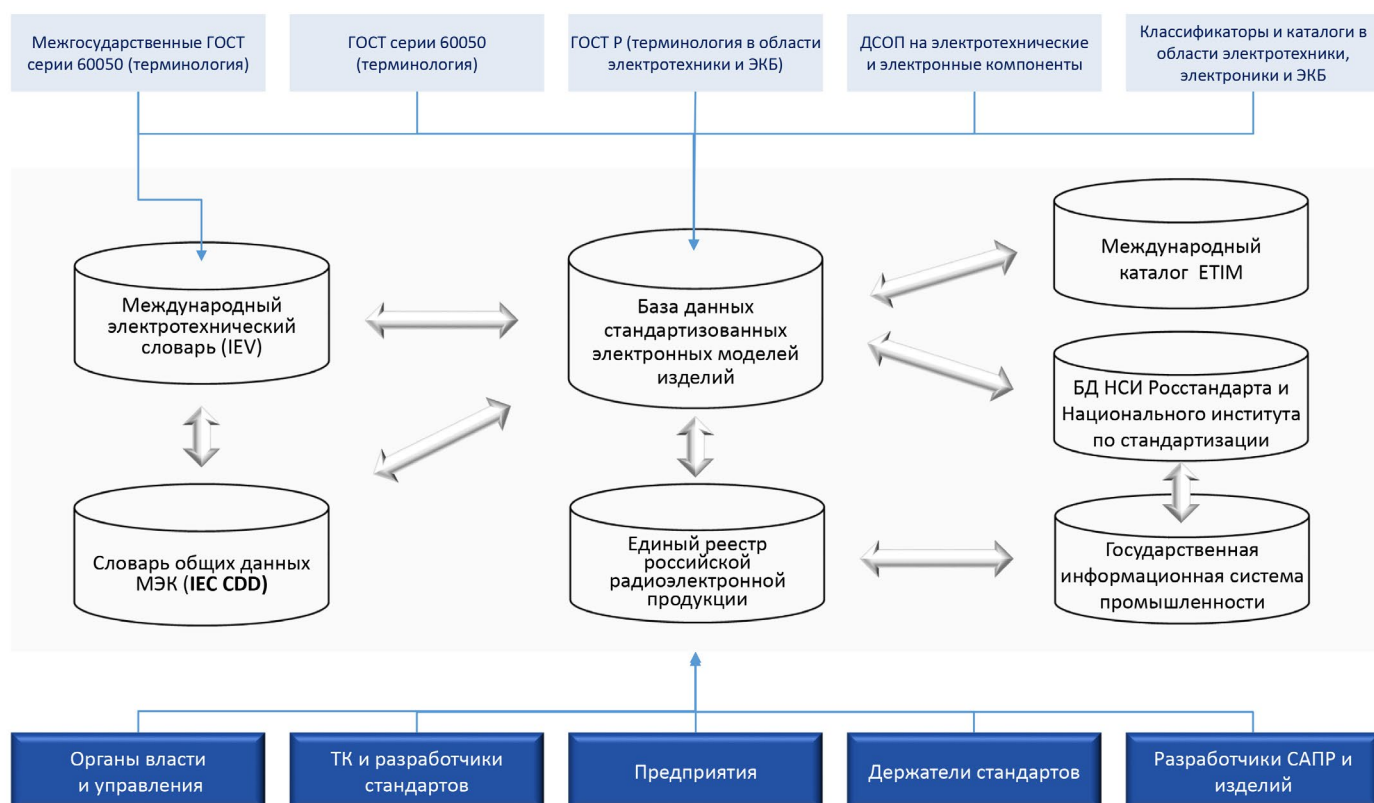 Межгосударственные ГОСТ
серии 60050 (терминология)
ГОСТ серии 60050
(терминология)
ГОСТ Р (терминология в области
электротехники и ЭКБ)
ДСОП на электротехнические
и электронные компоненты
Классификаторы и каталоги в
области электротехники,
электроники и ЭКБ
Международный
электротехнический
словарь (IEV)
База данных
стандартизованных
электронных моделей
изделий
Международный
каталог ETIM
БД НСИ Росстандарта и
Национального института
по стандартизации
Словарь общих данных
МЭК (IEC CDD)
Единый реестр
российской
радиоэлектронной
продукции
Государственная
информационная система
промышленности
Органы власти
и управления
ТК и разработчики
стандартов
Предприятия
Держатели стандартов
Разработчики САПР и
изделий